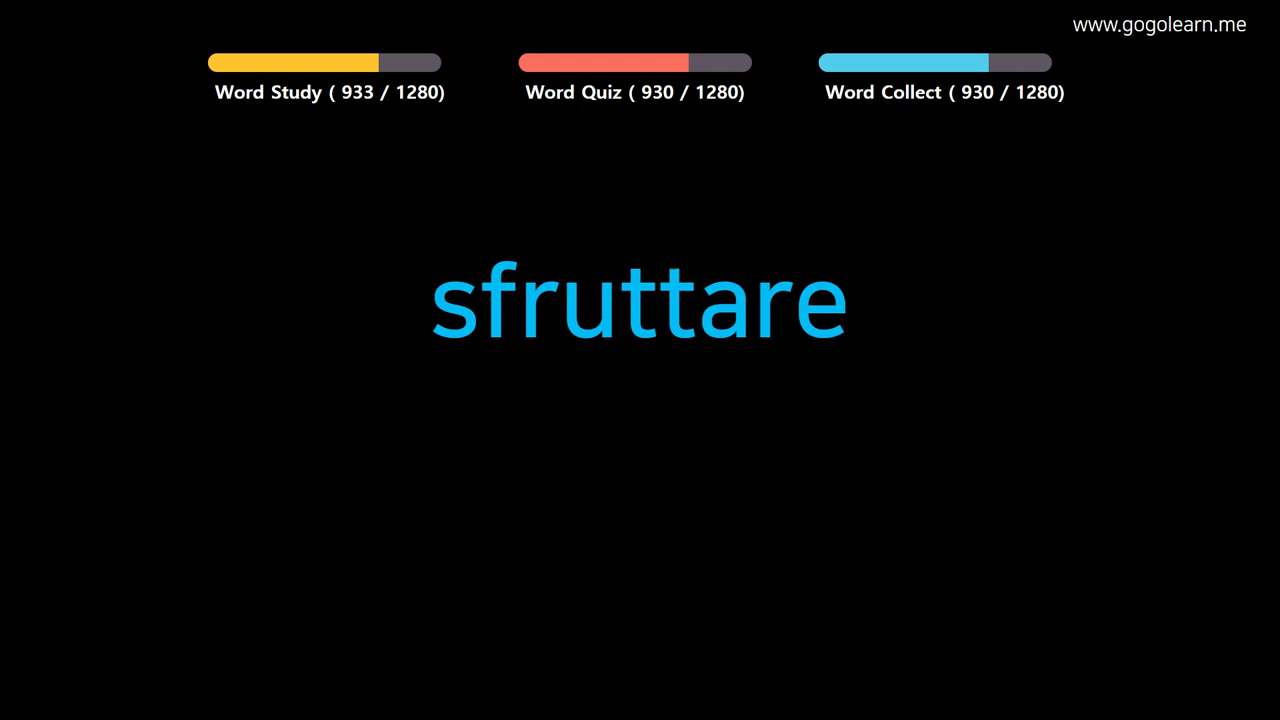 www.gogolearn.me
Word Study ( 933 / 1280)
Word Quiz ( 930 / 1280)
Word Collect ( 930 / 1280)
sfruttare